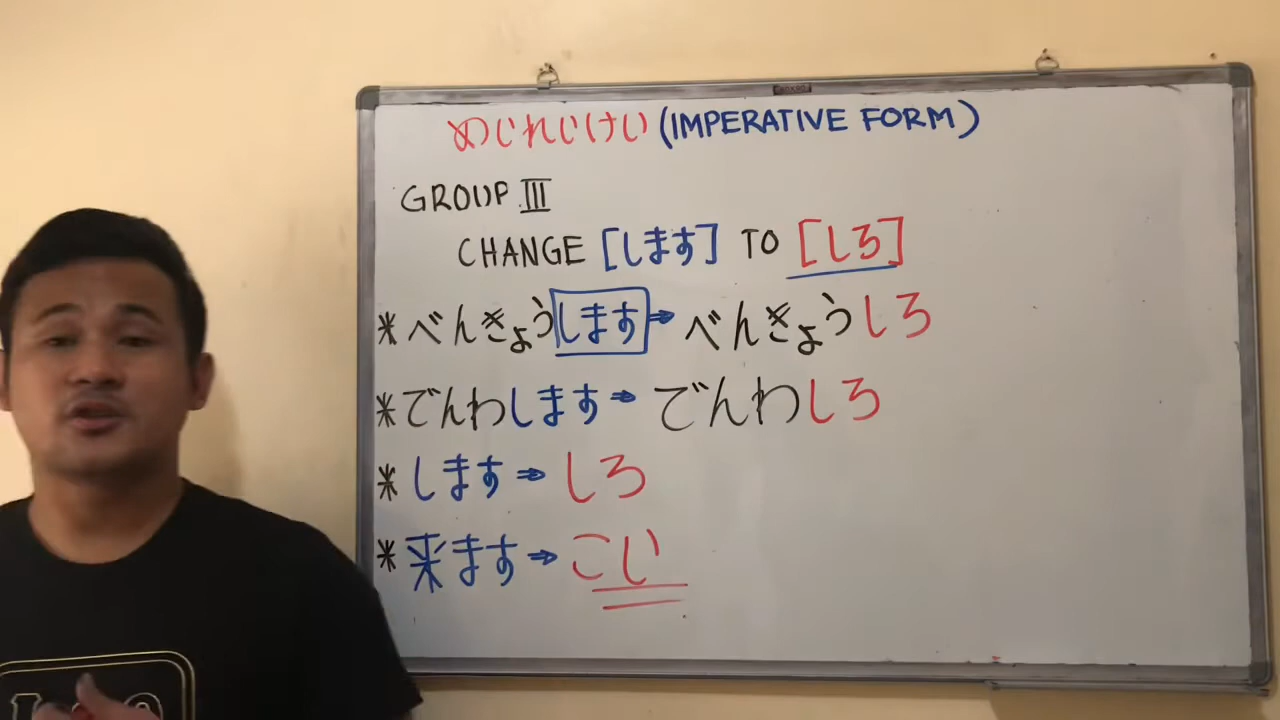 めじれじけい (IMPERATIVE FORM)
GROUP III
CHANGE [します] TO [しろ]
*べんきょうします➡べんきょうしろ
*でんわします➡でんわしろ
*します➡しろ
*来ます➡こい